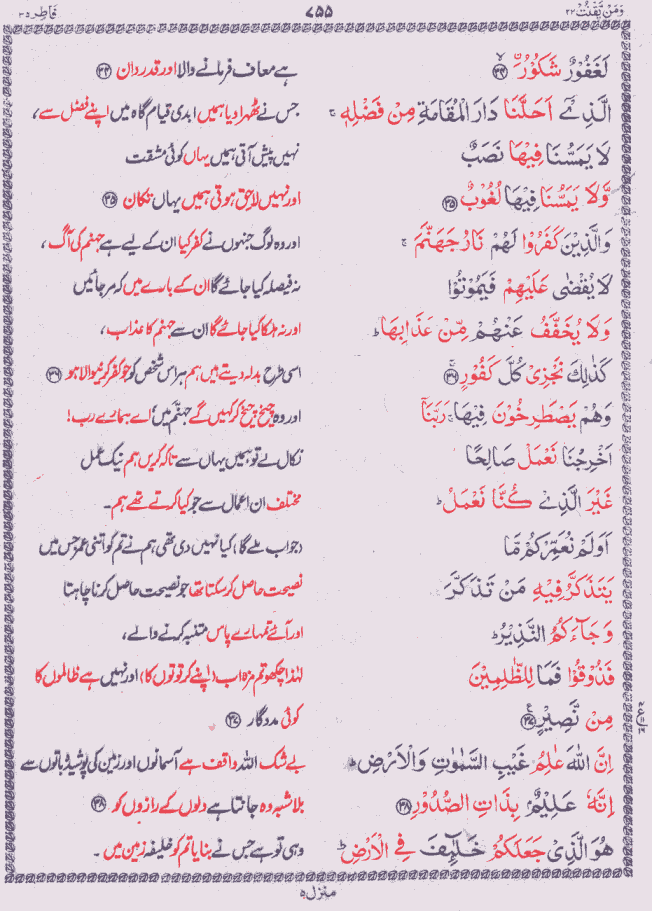 وَمَنْ يَّقْنُتْ ۲۲
۷۵۵
فَاطِر ۳۵
لَغَفُوْرٌ شَكُوْرُ ۙ ﴿۳۴﴾ ہے معاف فرمانے والا اور قدردان ﴿۳۴﴾
الَّذِيْۤ اَحَلَّنَا دَارَ الْمُقَامَةِ مِنْ فَضْلِهٖ ۚ جس نے ٹھہرا دیا ہمیں ابدی قیام گاہ میں اپنے فضل سے،
لَا يَمَسُّنَا فِيْهَا نَصَبٌ نہیں پیش آتی ہمیں یہاں کوئی مشقت
وَّلَا يَمَسُّنَا فِيْهَا لُغُوْبٌ ﴿۳۵﴾ اور نہیں لاحق ہوتی ہمیں یہاں تکان ﴿۳۵﴾
وَالَّذِيْنَ كَفَرُوْا لَهُمْ نَارُ جَهَنَّمَ ۚ اور وہ لوگ جنہوں نے کفر کیا ان کے لیے ہے جہنم کی آگ،
لَا يُقْضٰى عَلَيْهِمْ فَيَمُوْتُوْا نہ فیصلہ کیا جائے گا ان کے بارے میں کہ مر جائیں
وَلَا يُخَفَّفُ عَنْهُمْ مِّنْ عَذَابِهَا ؕ اور نہ ہلکا کیا جائے گا ان سے جہنم کا عذاب،
كَذٰلِكَ نَجْزِيْ كُلَّ كَفُوْرٍ ۚ ﴿۳۶﴾ اسی طرح بدلہ دیتے ہیں ہم ہر اس شخص کو جو کفر کرنیوالا ہو ﴿۳۶﴾
وَهُمْ يَصْطَرِخُوْنَ فِيْهَا ۚ رَبَّنَاۤ اور وہ چیخ چیخ کر کہیں گے جہنم میں اے ہمارے رب!
اَخْرِجْنَا نَعْمَلْ صَالِحًا نکال لے تو ہمیں یہاں سے تاکہ کریں ہم نیک عمل
غَيْرَ الَّذِيْ كُنَّا نَعْمَلُ ؕ مختلف ان اعمال سے جو کیا کرتے تھے ہم۔
اَوَلَمْ نُعَمِّرْكُمْ مَّا (جواب ملے گا) کیا نہیں دی تھی ہم نے تم کو اتنی عمر جس میں
يَتَذَكَّرُ فِيْهِ مَنْ تَذَكَّرَ نصیحت حاصل کر سکتا تھا جو نصیحت حاصل کرنا چاہتا
وَجَآءَكُمُ النَّذِيْرُ ؕ اور آئے تمہارے پاس متنبہ کرنے والے،
فَذُوْقُوْا فَمَا لِلظّٰلِمِيْنَ لہٰذا چکھو تم مزا اب (اپنے کرتوتوں کا) اور نہیں ہے ظالموں کا
مِنْ نَّصِيْرٍ ﴿۳۷﴾ کوئی مددگار ﴿۳۷﴾
اِنَّ اللّٰهَ عٰلِمُ غَيْبِ السَّمٰوٰتِ وَالْاَرْضِ ؕ بے شک اللہ واقف ہے آسمانوں اور زمین کی پوشیدہ باتوں سے
اِنَّهٗ عَلِيْمٌۢ بِذَاتِ الصُّدُوْرِ ﴿۳۸﴾ بلاشبہ وہ جانتا ہے دلوں کے رازوں کو ﴿۳۸﴾
هُوَ الَّذِيْ جَعَلَكُمْ خَلٰٓئِفَ فِي الْاَرْضِ ؕ وہی تو ہے جس نے بنایا تم کو خلیفہ زمین میں۔
منزل ۵